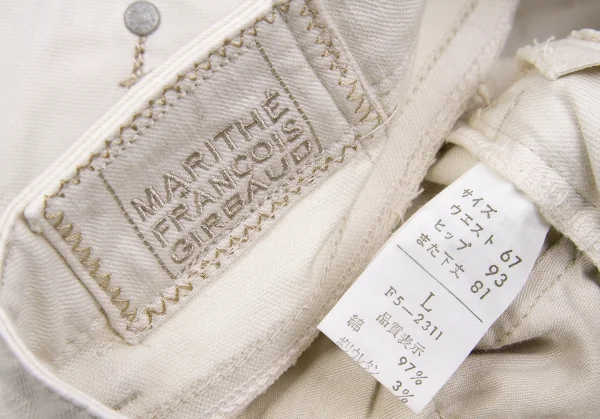 MARITHÉ
FRANCOIS
GIRBAUD
サイズ
ウエスト 67
ヒップ 93
また下丈 81
L
F5-2311
品質表示
綿 97%
ポリウレタン 3%